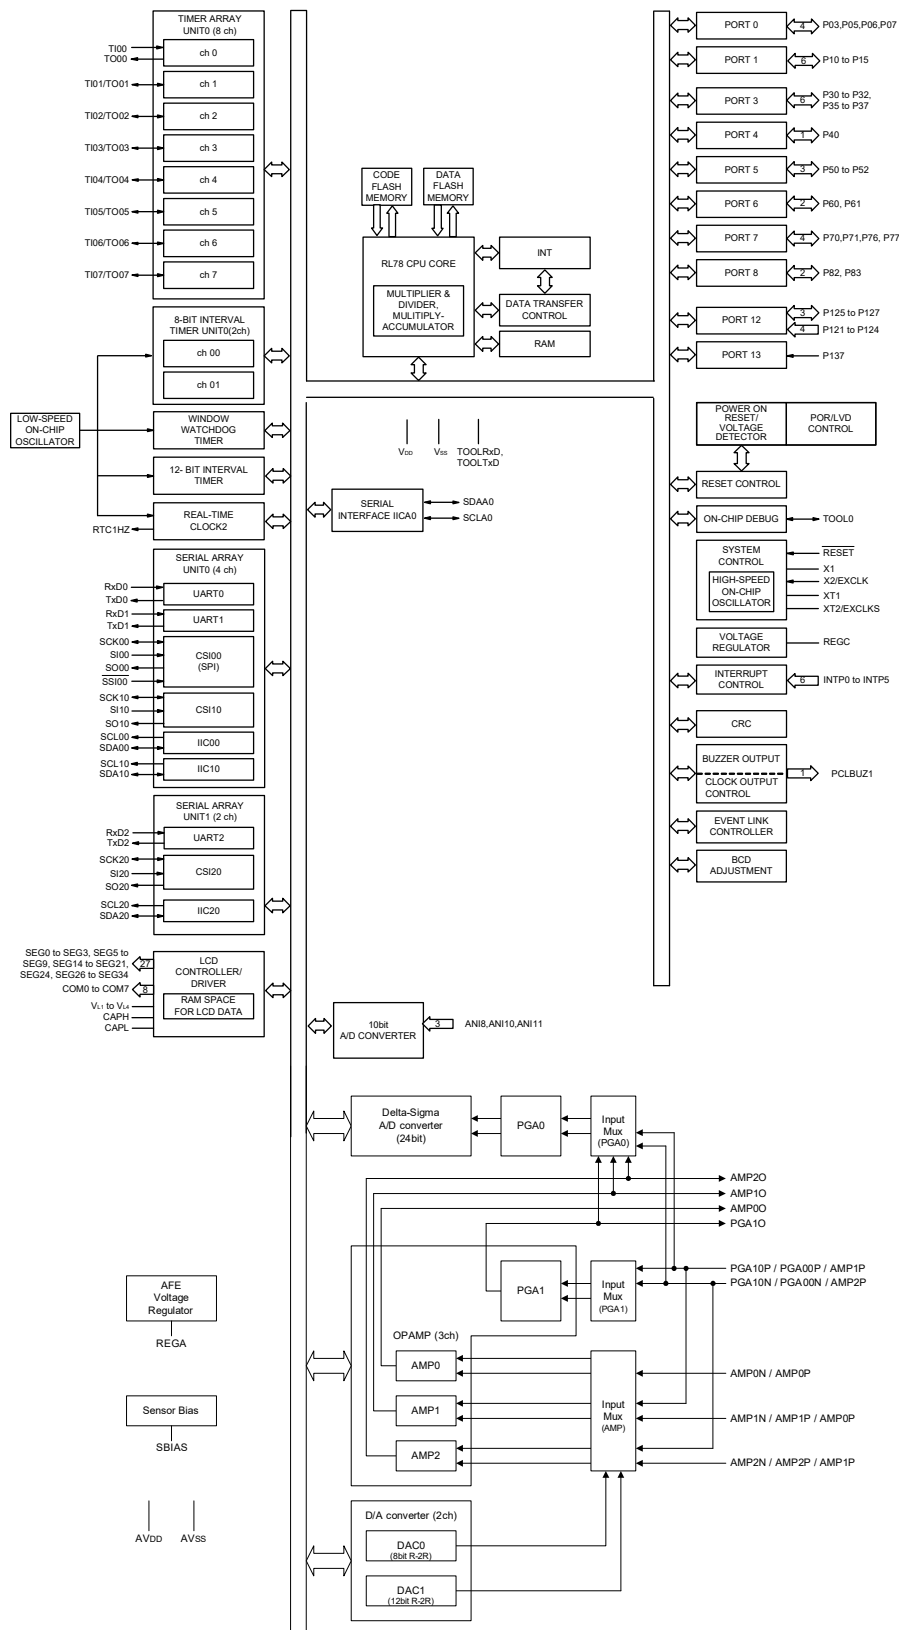 TIMER ARRAY
UNIT0 (8 ch)
TI00
TO00
ch 0
TI01/TO01
ch 1
TI02/TO02
ch 2
TI03/TO03
ch 3
TI04/TO04
ch 4
TI05/TO05
ch 5
TI06/TO06
ch 6
TI07/TO07
ch 7
8-BIT INTERVAL
TIMER UNIT0(2ch)
ch 00
ch 01
LOW-SPEED
ON-CHIP
OSCILLATOR
WINDOW
WATCHDOG
TIMER
12- BIT INTERVAL
TIMER
REAL-TIME
CLOCK2
RTC1HZ
SERIAL ARRAY
UNIT0 (4 ch)
RxD0
TxD0
UART0
RxD1
TxD1
UART1
SCK00
SI00
SO00
SSI00
CSI00
(SPI)
SCK10
SI10
SO10
CSI10
SCL00
SDA00
IIC00
SCL10
SDA10
IIC10
SERIAL ARRAY
UNIT1 (2 ch)
RxD2
TxD2
UART2
SCK20
SI20
SO20
CSI20
SCL20
SDA20
IIC20
SEG0 to SEG3, SEG5 to
SEG9, SEG14 to SEG21,
SEG24, SEG26 to SEG34
27
COM0 to COM7
8
VL1 to VL4
CAPH
CAPL
LCD
CONTROLLER/
DRIVER
RAM SPACE
FOR LCD DATA
CODE
FLASH
MEMORY
DATA
FLASH
MEMORY
RL78 CPU CORE
MULTIPLIER &
DIVIDER,
MULITIPLY-
ACCUMULATOR
INT
DATA TRANSFER
CONTROL
RAM
VDD
VSS
TOOLRxD,
TOOLTxD
SERIAL
INTERFACE IICA0
SDAA0
SCLA0
10bit
A/D CONVERTER
3
ANI8,ANI10,ANI11
PORT 0
4
P03,P05,P06,P07
PORT 1
6
P10 to P15
PORT 3
6
P30 to P32,
P35 to P37
PORT 4
1
P40
PORT 5
3
P50 to P52
PORT 6
2
P60, P61
PORT 7
4
P70,P71,P76, P77
PORT 8
2
P82, P83
PORT 12
3
P125 to P127
4
P121 to P124
PORT 13
P137
POWER ON
RESET/
VOLTAGE
DETECTOR
POR/LVD
CONTROL
RESET CONTROL
ON-CHIP DEBUG
TOOL0
SYSTEM
CONTROL
HIGH-SPEED
ON-CHIP
OSCILLATOR
RESET
X1
X2/EXCLK
XT1
XT2/EXCLKS
VOLTAGE
REGULATOR
REGC
INTERRUPT
CONTROL
6
INTP0 to INTP5
CRC
BUZZER OUTPUT
CLOCK OUTPUT
CONTROL
1
PCLBUZ1
EVENT LINK
CONTROLLER
BCD
ADJUSTMENT
Delta-Sigma
A/D converter
(24bit)
PGA0
Input
Mux
(PGA0)
AMP2O
AMP1O
AMP0O
PGA1O
PGA1
Input
Mux
(PGA1)
PGA10P / PGA00P / AMP1P
PGA10N / PGA00N / AMP2P
OPAMP (3ch)
AMP0
AMP1
AMP2
Input
Mux
(AMP)
AMP0N / AMP0P
AMP1N / AMP1P / AMP0P
AMP2N / AMP2P / AMP1P
D/A converter (2ch)
DAC0
(8bit R-2R)
DAC1
(12bit R-2R)
AFE
Voltage
Regulator
REGA
Sensor Bias
SBIAS
AVDD
AVSS